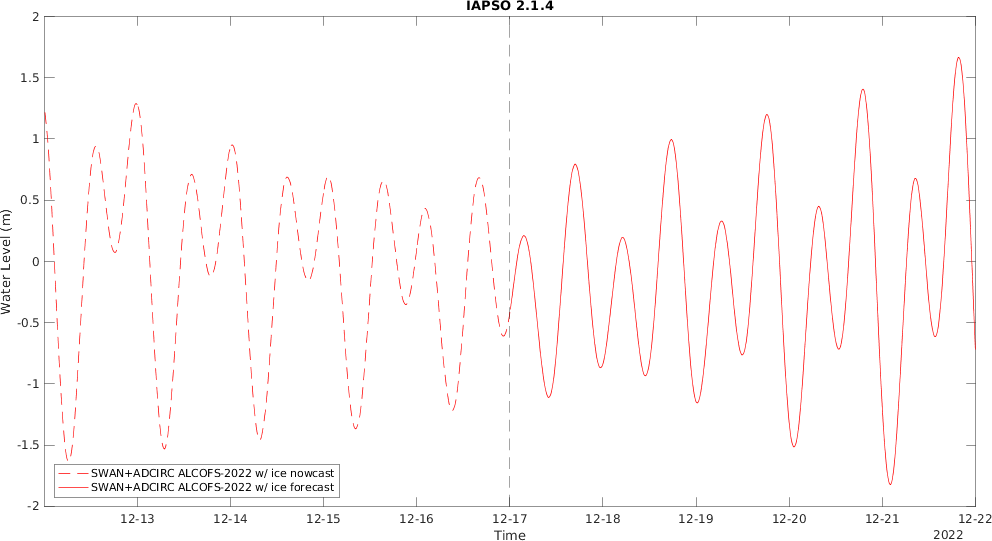 IAPSO 2.1.4
2
1.5
1
0.5
0
-0.5
-1
-1.5
-2
Water Level (m)
SWAN+ADCIRC ALCOFS-2022 w/ ice nowcast
SWAN+ADCIRC ALCOFS-2022 w/ ice forecast
12-13 12-14 12-15 12-16 12-17 12-18 12-19 12-20 12-21 12-22
Time
2022